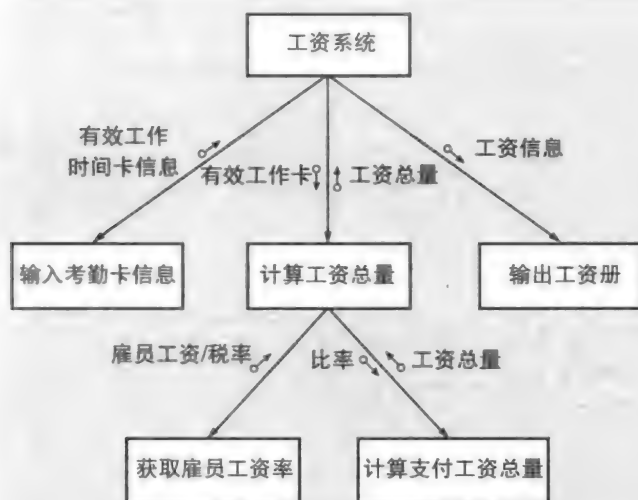 工资系统
有效工作
时间卡信息
有效工作卡
工资总量
工资信息
输入考勤卡信息
计算工资总量
输出工资册
雇员工资/税率
比率
工资总量
获取雇员工资率
计算支付工资总量